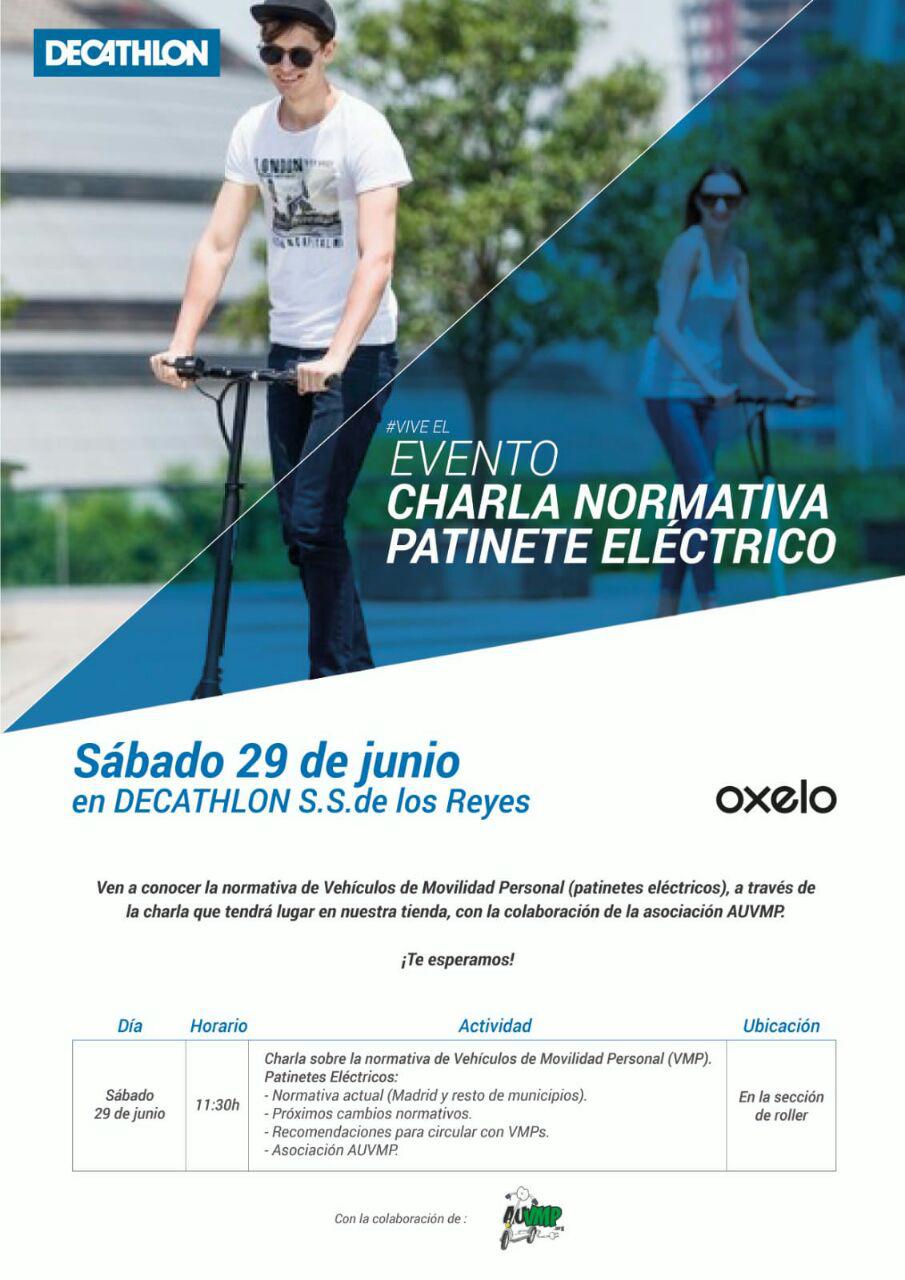 DECATHLON
LONDON
#VIVE EL
EVENTO
CHARLA NORMATIVA
PATINETE ELÉCTRICO
Sábado 29 de junio
en DECATHLON S.S.de los Reyes
oxelo
Ven a conocer la normativa de Vehículos de Movilidad Personal (patinetes eléctricos), a través de
la charla que tendrá lugar en nuestra tienda, con la colaboración de la asociación AUVMP.
¡Te esperamos!
Día Horario Actividad Ubicación
Sábado
29 de junio
11:30h
Charla sobre la normativa de Vehículos de Movilidad Personal (VMP).
Patinetes Eléctricos:
- Normativa actual (Madrid y resto de municipios).
- Próximos cambios normativos.
- Recomendaciones para circular con VMPs.
- Asociación AUVMP.
En la sección
de roller
Con la colaboración de :
AUVMP
.org